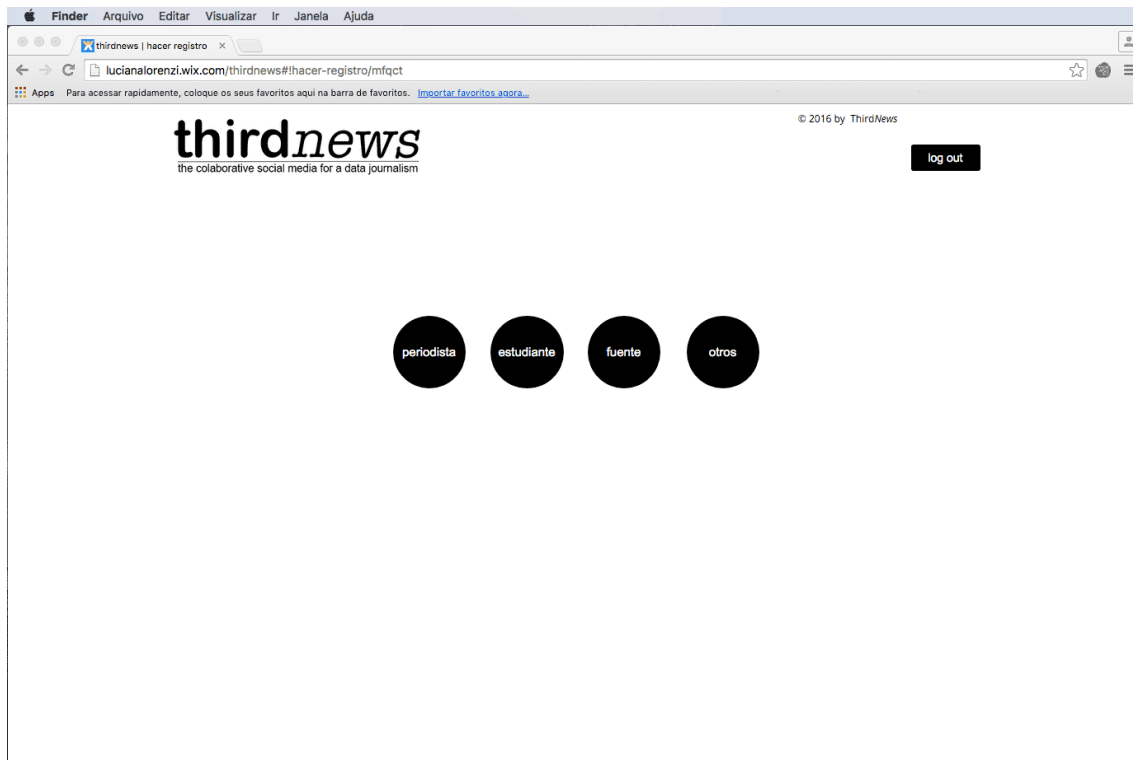 Finder Arquivo Editar Visualizar Ir Janela Ajuda
thirdnews | hacer registro ×
lucianalorenzi.wix.com/thirdnews#!hacer-registro/mfqct
Apps Para acessar rapidamente, coloque os seus favoritos aqui na barra de favoritos. Importar favoritos agora...
© 2016 by ThirdNews
thirdnews
the colaborative social media for a data journalism
log out
periodista estudiante fuente otros